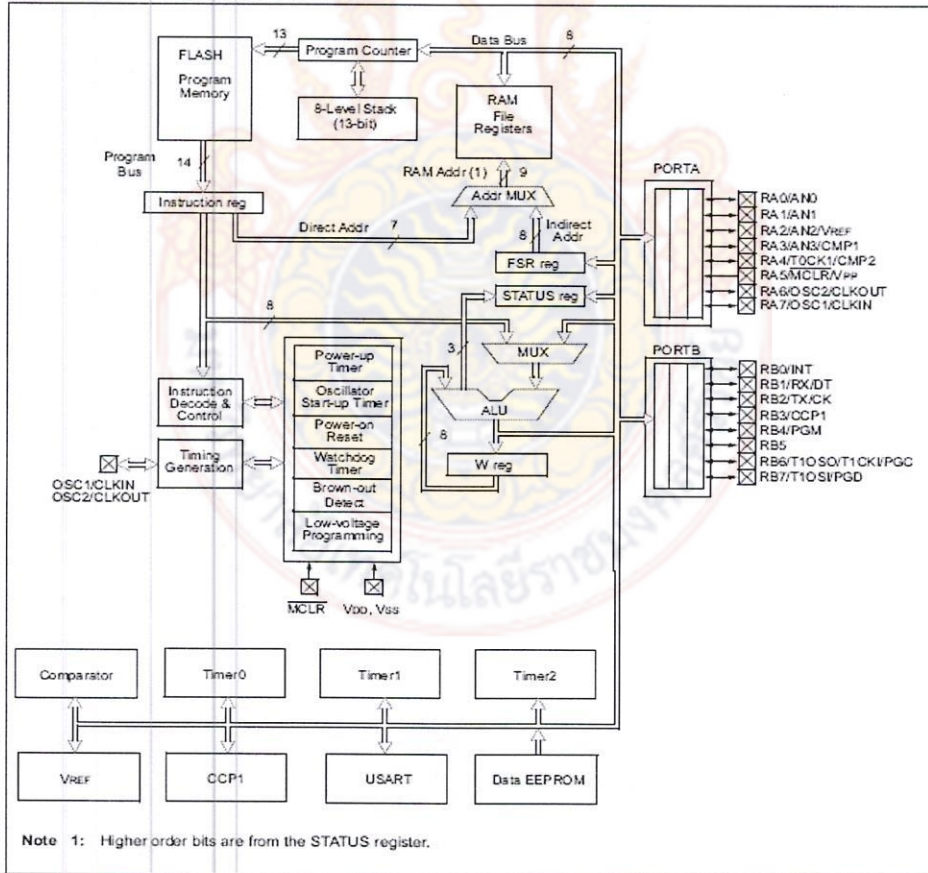 13
Data Bus
8
FLASH
Program
Memory
Program Counter
8-Level Stack
(13-bit)
RAM
File
Registers
Program
Bus
14
RAM Addr (1)
9
PORTA
Instruction reg
Addr MUX
Direct Addr
7
8
Indirect
Addr
FSR reg
STATUS reg
RA0/AN0
RA1/AN1
RA2/AN2/VREF
RA3/AN3/CMP1
RA4/T0CK1/CMP2
RA5/MCLR/VPP
RA6/OSC2/CLKOUT
RA7/OSC1/CLKIN
8
3
MUX
PORTB
Power-up
Timer
Oscillator
Start-up Timer
Power-on
Reset
Watchdog
Timer
Brown-out
Detect
Low-voltage
Programming
Instruction
Decode &
Control
Timing
Generation
OSC1/CLKIN
OSC2/CLKOUT
ALU
8
W reg
RB0/INT
RB1/RX/DT
RB2/TX/CK
RB3/CCP1
RB4/PGM
RB5
RB6/T1OSO/T1CKI/PGC
RB7/T1OSI/PGD
MCLR
VDD, VSS
Comparator
Timer0
Timer1
Timer2
VREF
CCP1
USART
Data EEPROM
Note 1: Higher order bits are from the STATUS register.